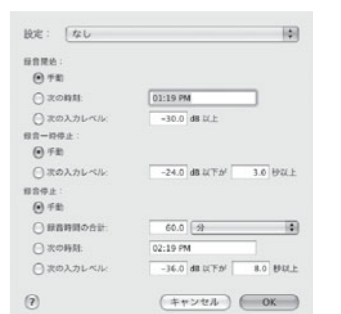 設定： なし
録音開始：
手動
次の時刻: 01:19 PM
次の入力レベル: -30.0 dB 以上
録音一時停止：
手動
次の入力レベル: -24.0 dB 以下が 3.0 秒以上
録音停止：
手動
録音時間の合計: 60.0 分
次の時刻: 02:19 PM
次の入力レベル: -36.0 dB 以下が 8.0 秒以上
? キャンセル OK